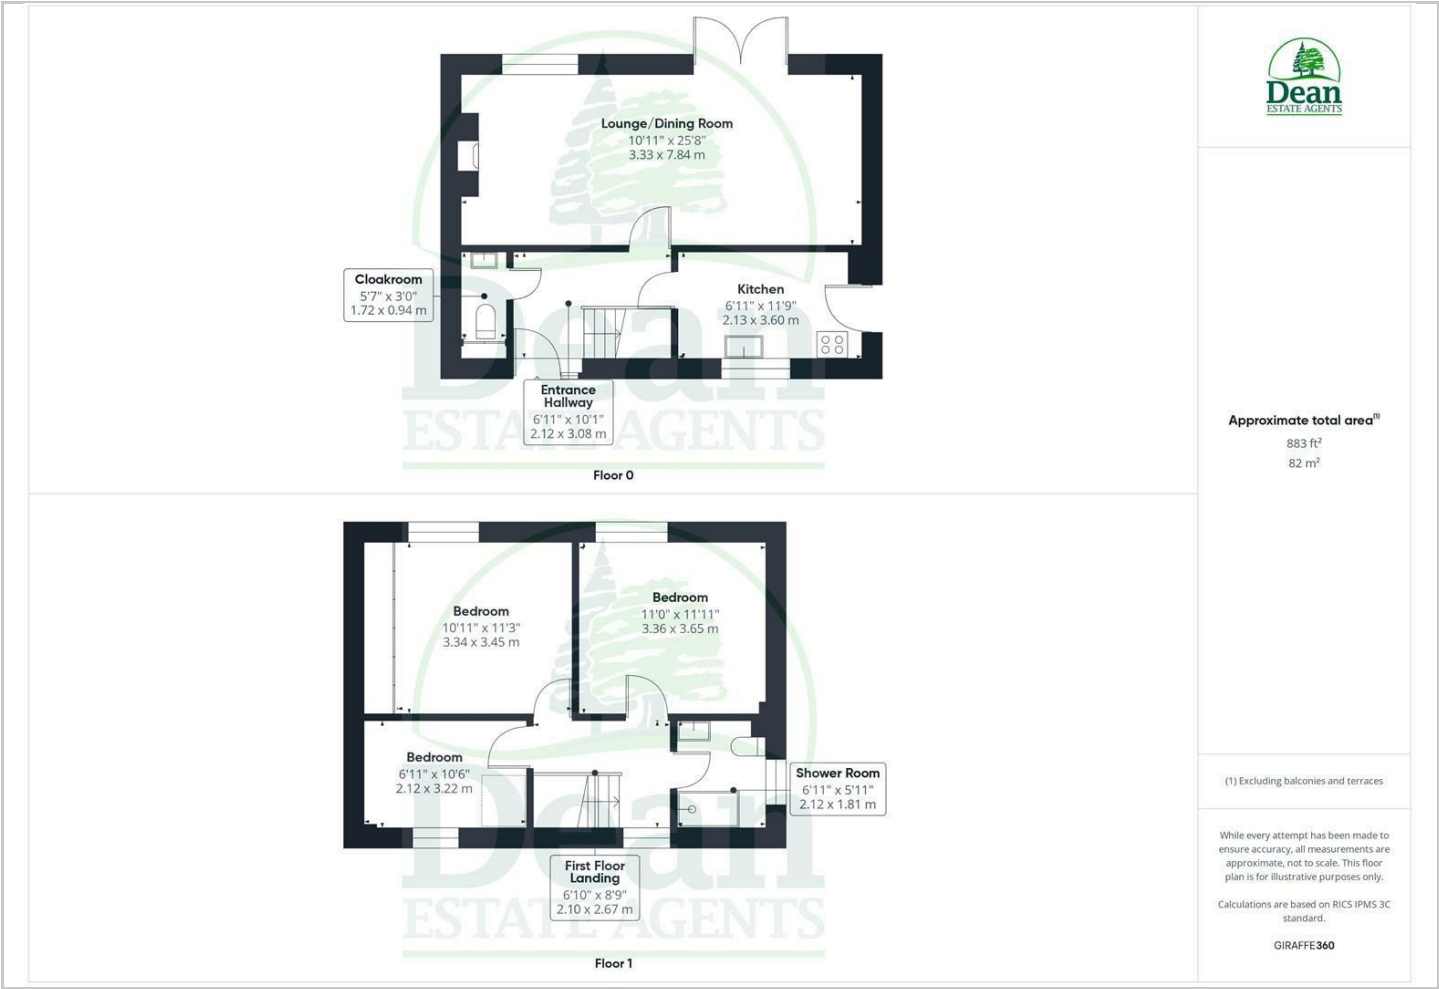 Lounge/Dining Room
10'11" x 25'8"
3.33 x 7.84 m
Cloakroom
5'7" x 3'0"
1.72 x 0.94 m
Kitchen
6'11" x 11'9"
2.13 x 3.60 m
Entrance
Hallway
6'11" x 10'1"
2.12 x 3.08 m
Dean
ESTATE AGENTS
Floor 0
Bedroom
10'11" x 11'3"
3.34 x 3.45 m
Bedroom
11'0" x 11'11"
3.36 x 3.65 m
Bedroom
6'11" x 10'6"
2.12 x 3.22 m
Shower Room
6'11" x 5'11"
2.12 x 1.81 m
First Floor
Landing
6'10" x 8'9"
2.10 x 2.67 m
Dean
ESTATE AGENTS
Floor 1
Dean
ESTATE AGENTS
Approximate total area(1)
883 ft²
82 m²
(1) Excluding balconies and terraces
While every attempt has been made to
ensure accuracy, all measurements are
approximate, not to scale. This floor
plan is for illustrative purposes only.
Calculations are based on RICS IPMS 3C
standard.
GIRAFFE360